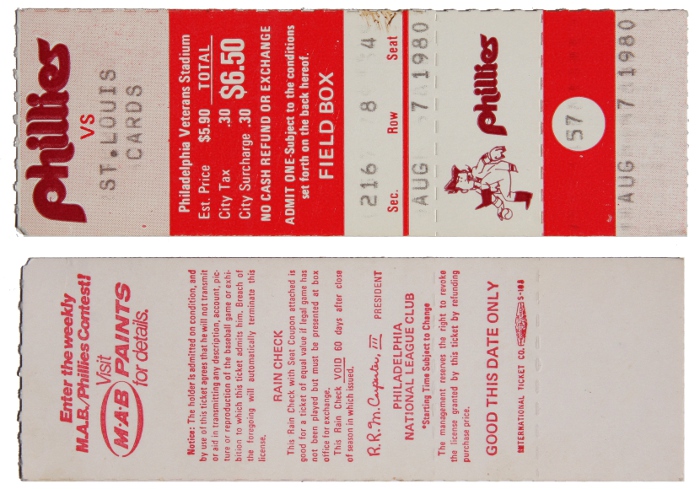 phillies
VS
ST. LOUIS
CARDS
Philadelphia Veterans Stadium
Est. Price $5.90 TOTAL
City Tax .30 $6.50
City Surcharge .30
NO CASH REFUND OR EXCHANGE
ADMIT ONE-Subject to the conditions
set forth on the back hereof.
FIELD BOX
216 8 4
Sec. Row Seat
AUG 7 1980
phillies
57
AUG 7 1980
Enter the weekly
M.A.B./Phillies Contest!
Visit
M·A·B PAINTS
for details.
Notice: The holder is admitted on condition, and
by use of this ticket agrees that he will not transmit
or aid in transmitting any description, account, pic-
ture or reproduction of the baseball game or exhi-
bition to which this ticket admits him. Breach of
the foregoing will automatically terminate this
license.
RAIN CHECK
This Rain Check with Seat Coupon attached is
good for a ticket of equal value if legal game has
not been played but must be presented at box
office for exchange.
This Rain Check VOID 60 days after close
of season in which issued.
R.R.M. Carpenter, III PRESIDENT
PHILADELPHIA
NATIONAL LEAGUE CLUB
*Starting Time Subject to Change
The management reserves the right to revoke
the license granted by this ticket by refunding
purchase price.
GOOD THIS DATE ONLY
INTERNATIONAL TICKET CO.